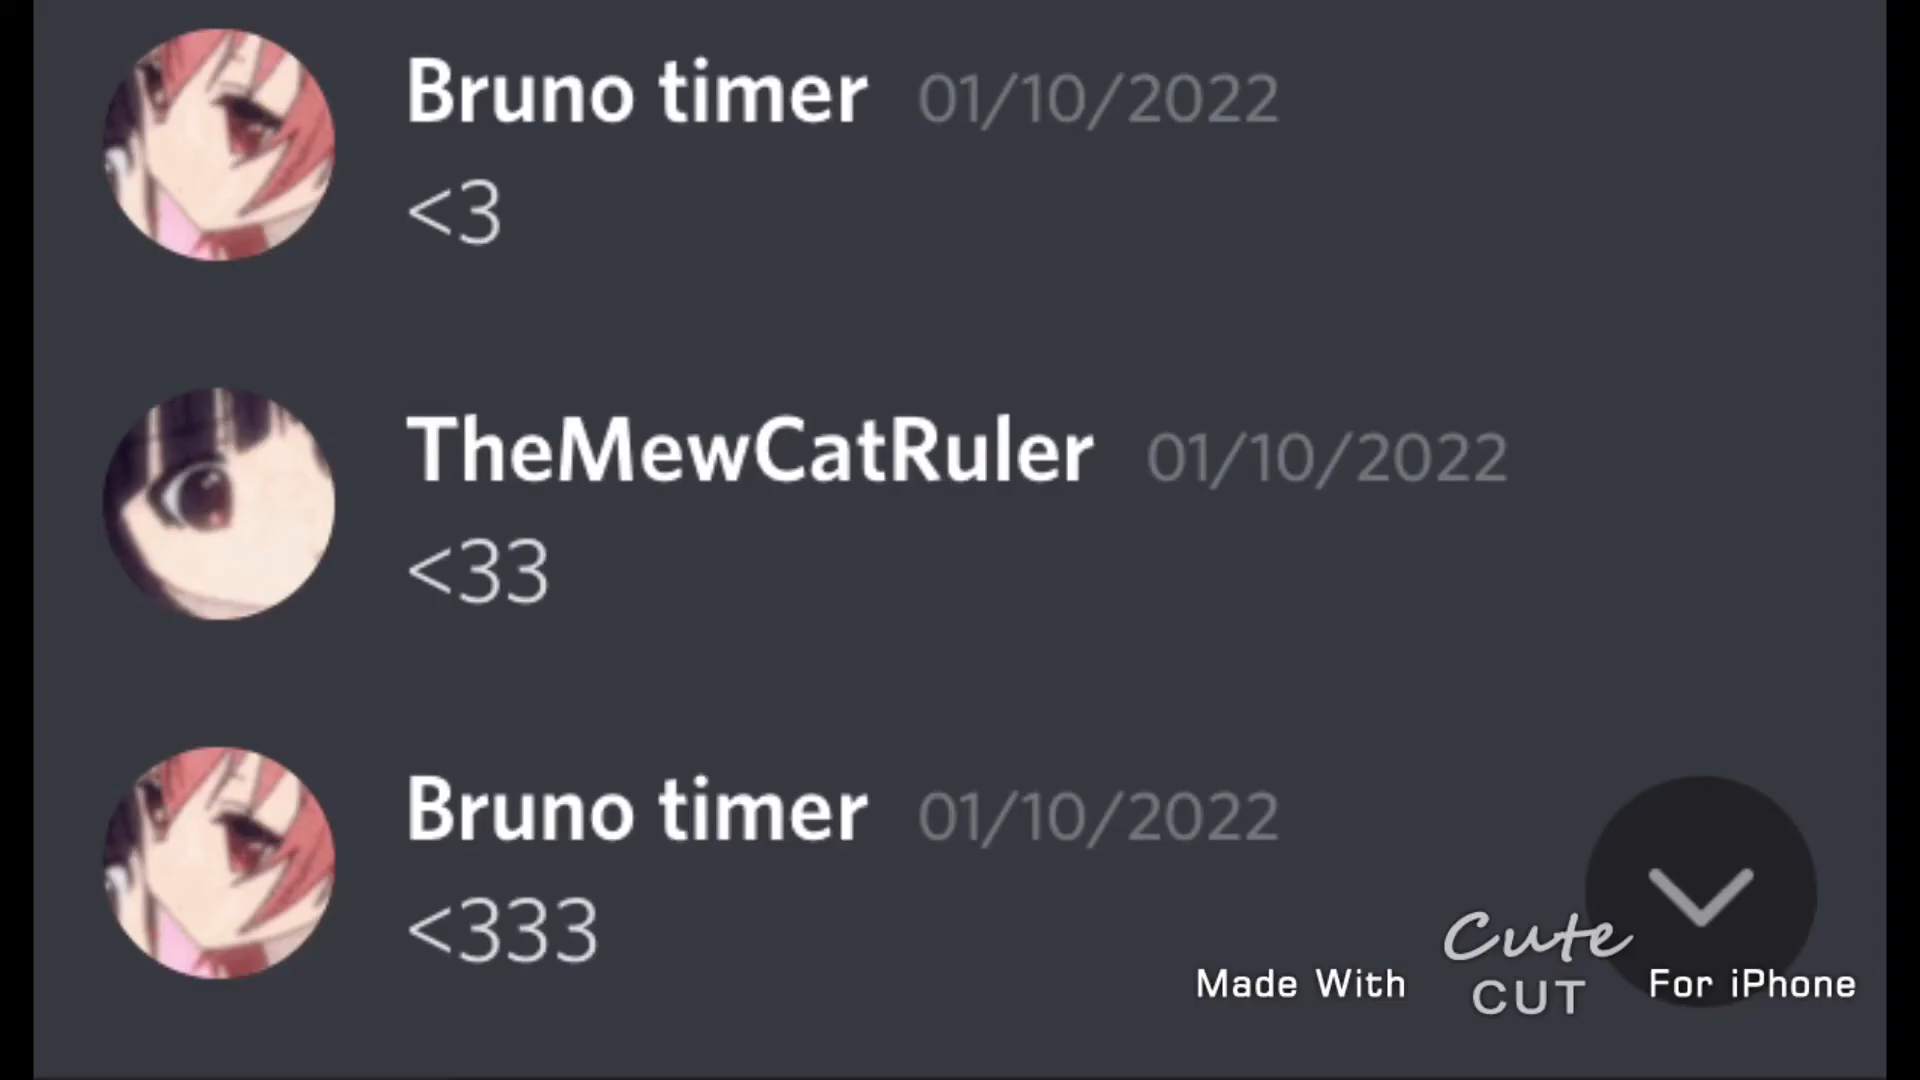 Bruno timer 01/10/2022
<3
TheMewCatRuler 01/10/2022
<33
Bruno timer 01/10/2022
<333
Made With Cute CUT For iPhone